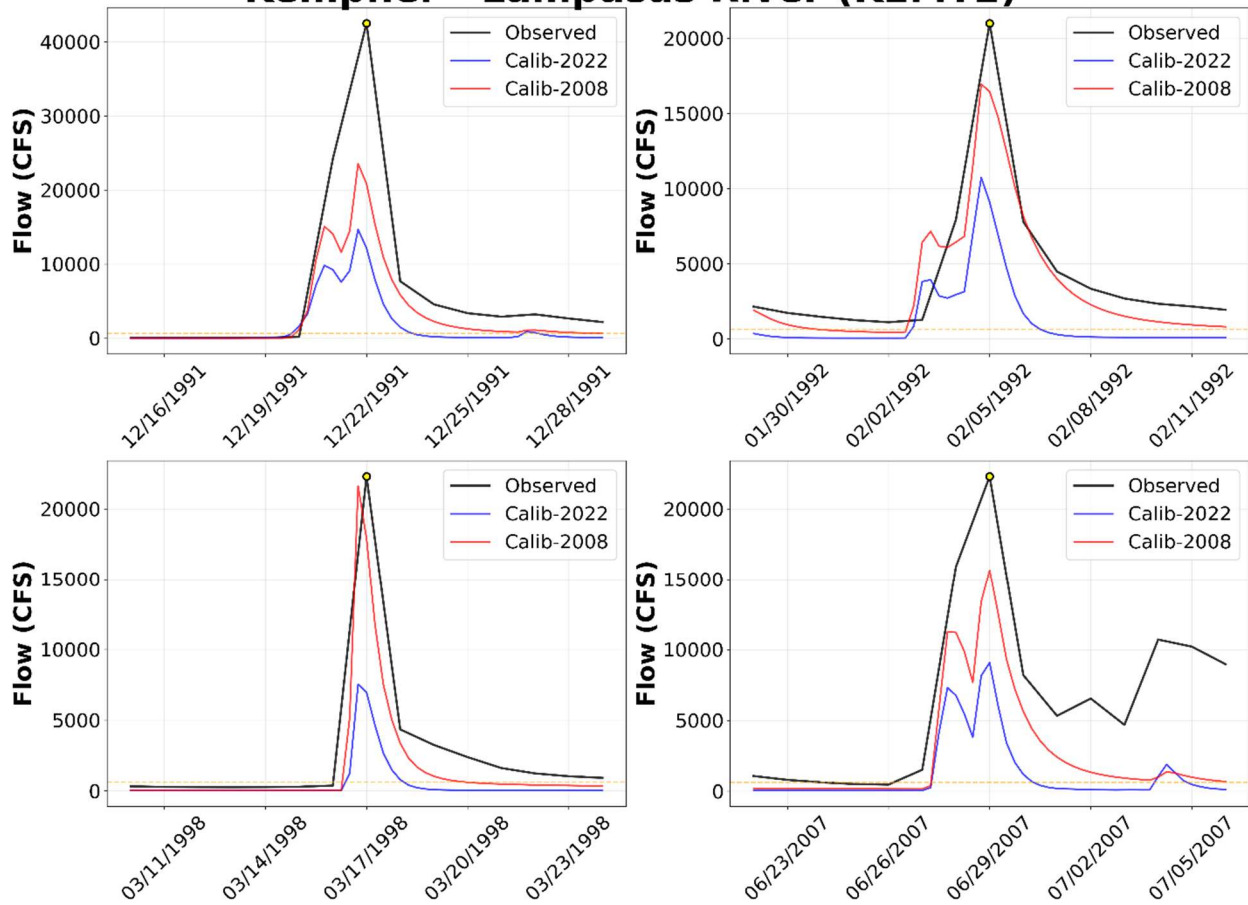 Kempner - Lampasas River (KEMT2)
40000
30000
20000
10000
0
Flow (CFS)
Observed
Calib-2022
Calib-2008
12/16/1991
12/19/1991
12/22/1991
12/25/1991
12/28/1991
20000
15000
10000
5000
0
Flow (CFS)
Observed
Calib-2022
Calib-2008
01/30/1992
02/02/1992
02/05/1992
02/08/1992
02/11/1992
20000
15000
10000
5000
0
Flow (CFS)
Observed
Calib-2022
Calib-2008
03/11/1998
03/14/1998
03/17/1998
03/20/1998
03/23/1998
20000
15000
10000
5000
0
Flow (CFS)
Observed
Calib-2022
Calib-2008
06/23/2007
06/26/2007
06/29/2007
07/02/2007
07/05/2007